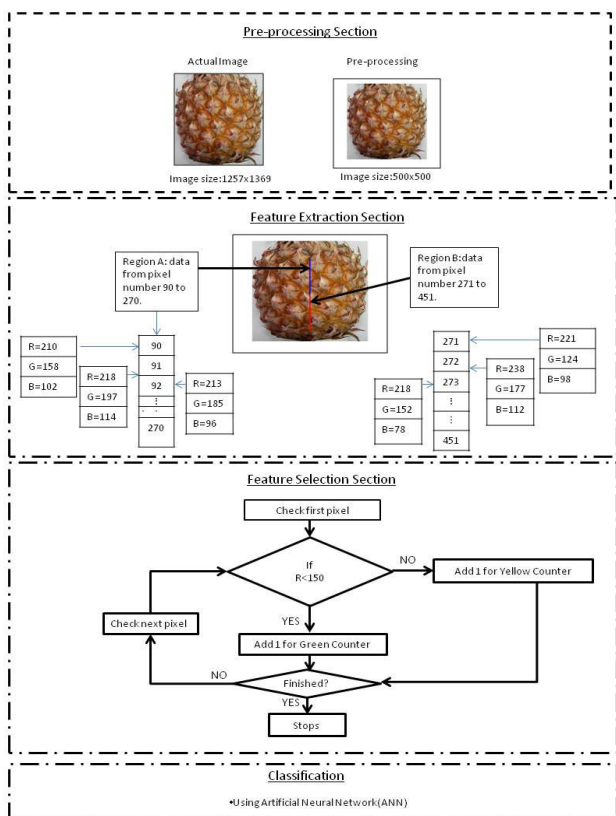 Pre-processing Section
Actual Image
Pre-processing
Image size:1257x1369
Image size:500x500
Feature Extraction Section
Region A: data
from pixel
number 90 to
270.
Region B:data
from pixel
number 271 to
451.
R=210
G=158
B=102
R=218
G=197
B=114
90
91
92
⋮
. .
270
R=213
G=185
B=96
R=218
G=152
B=78
271
272
273
⋮
⋮
451
R=238
G=177
B=112
R=221
G=124
B=98
Feature Selection Section
Check first pixel
If
R<150
NO
Add 1 for Yellow Counter
YES
Check next pixel
Add 1 for Green Counter
NO
Finished?
YES
Stops
Classification
•Using Artificial Neural Network(ANN)